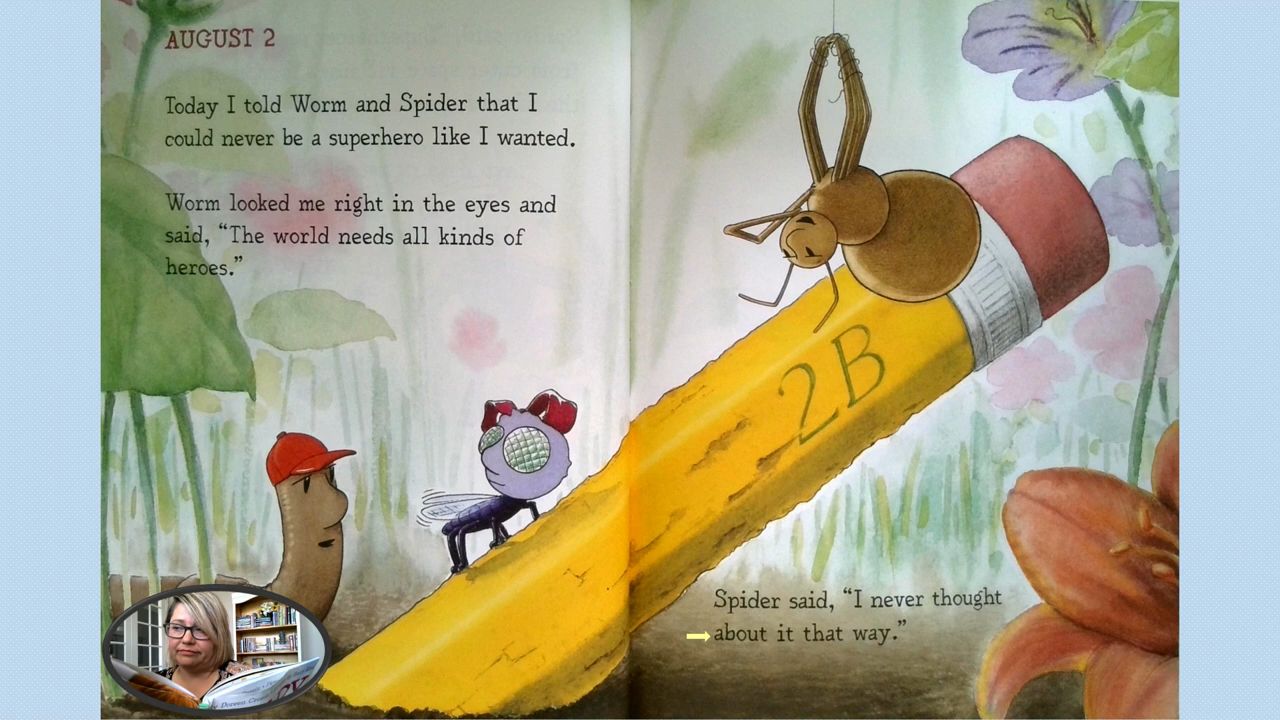 AUGUST 2
Today I told Worm and Spider that I
could never be a superhero like I wanted.
Worm looked me right in the eyes and
said, “The world needs all kinds of
heroes.”
2B
Spider said, “I never thought
about it that way.”
Doreen